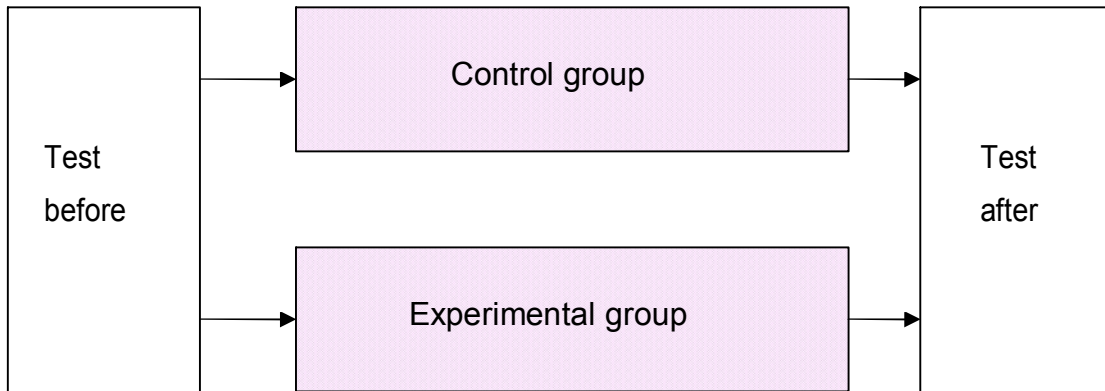 Test
before
Control group
Experimental group
Test
after